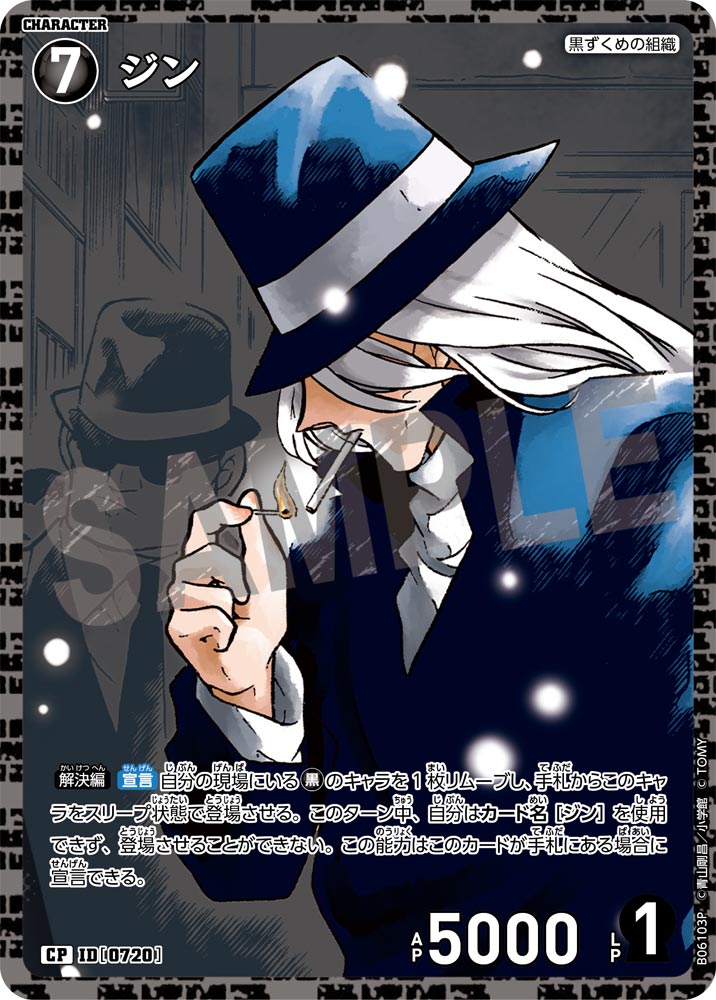 CHARACTER
7 ジン
黒ずくめの組織
SAMPLE
解決編 宣言 自分の現場にいる黒のキャラを1枚リムーブし、手札からこのキャ
ラをスリープ状態で登場させる。このターン中、自分はカード名［ジン］を使用
できず、登場させることができない。この能力はこのカードが手札にある場合に
宣言できる。
AP 5000 LP 1
CP ID[0720]
B06103P ©青山剛昌／小学館 ©TOMY